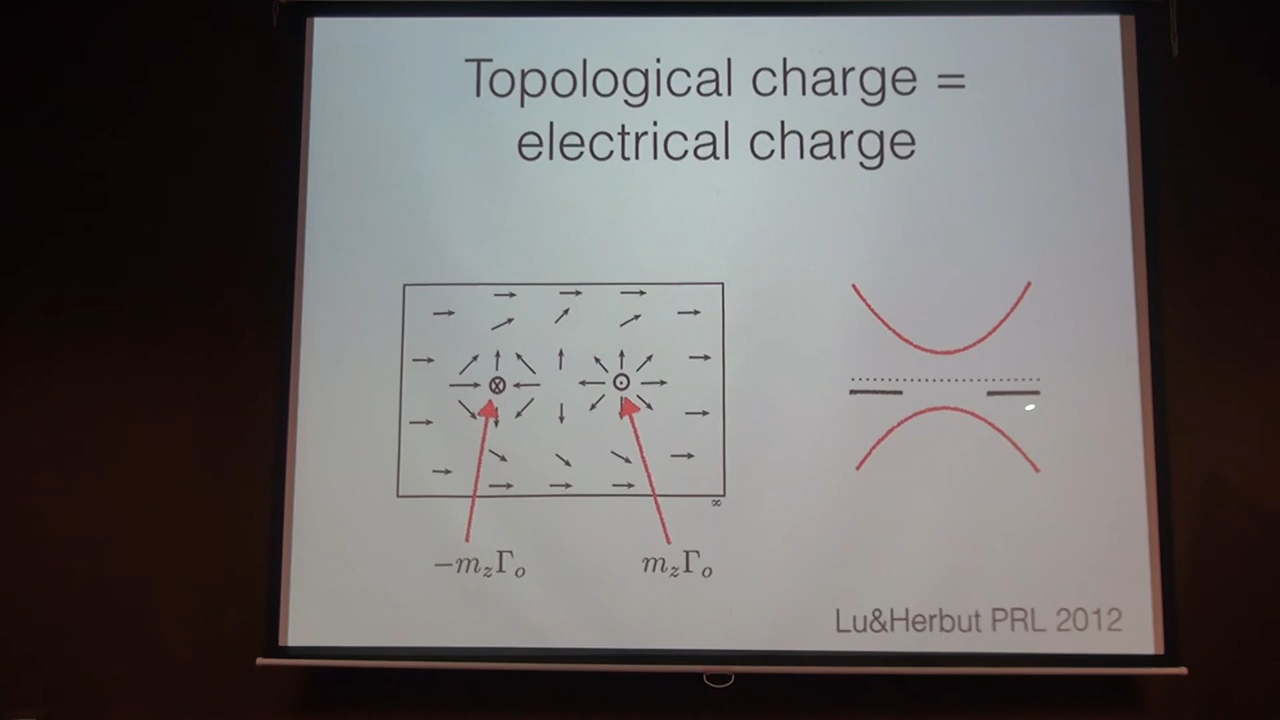 Topological charge =
electrical charge
∞
−m_zΓ_o
m_zΓ_o
Lu&Herbut PRL 2012